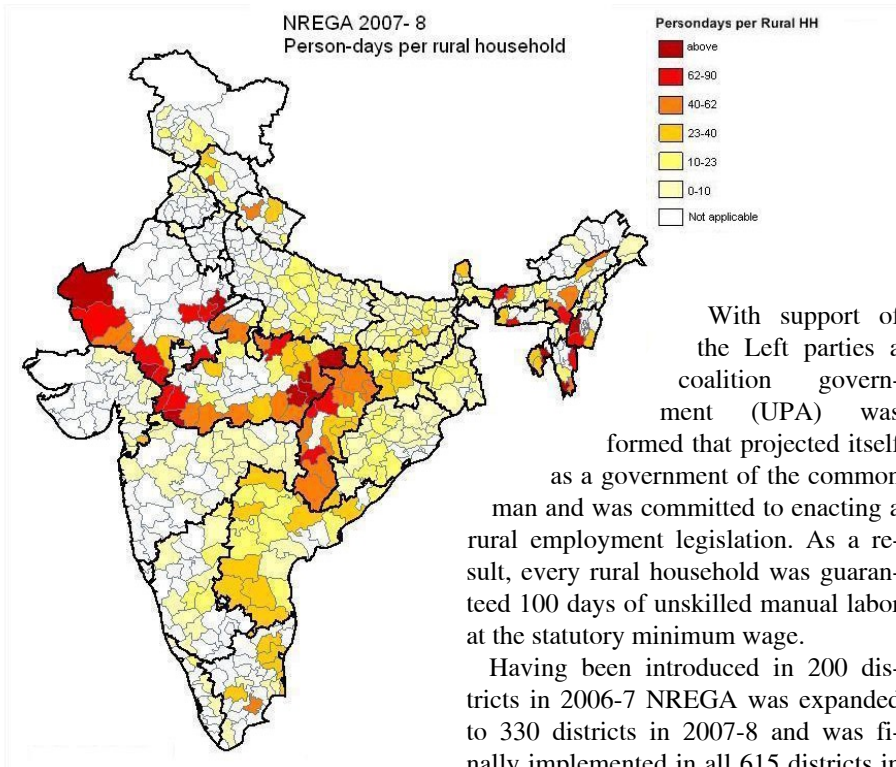 NREGA 2007- 8
Person-days per rural household
Persondays per Rural HH
above
62-90
40-62
23-40
10-23
0-10
Not applicable
With support of
the Left parties a
coalition govern-
ment (UPA) was
formed that projected itself
as a government of the common
man and was committed to enacting a
rural employment legislation. As a re-
sult, every rural household was guaran-
teed 100 days of unskilled manual labor
at the statutory minimum wage.
Having been introduced in 200 dis-
tricts in 2006-7 NREGA was expanded
to 330 districts in 2007-8 and was fi-
nally implemented in all 615 districts in